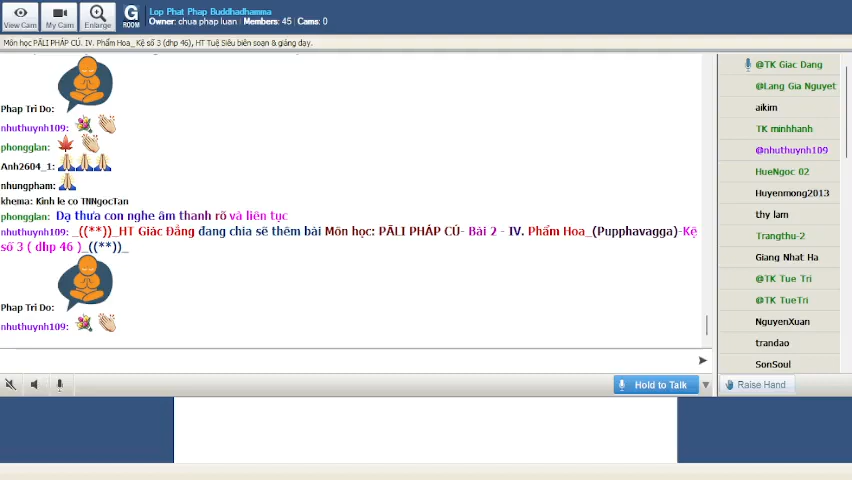 Lop Phat Phap Buddhadhamma
Owner: chua phap luan | Members: 45 | Cams: 0
View Cam
My Cam
Enlarge
G
ROOM
Môn học PÃLI PHÁP CÚ. IV. Phẩm Hoa_ Kệ số 3 (dhp 46), HT Tuệ Siêu biên soạn & giảng dạy.
Phap Tri Do:
nhuthuynh109:
phongglan:
Anh2604_1:
nhungpham:
khema: Kinh le co TNNgocTan
phongglan: Dạ thưa con nghe âm thanh rõ và liên tục
nhuthuynh109: _((**))_HT Giác Đẳng đang chia sẽ thêm bài Môn học: PÃLI PHÁP CÚ- Bài 2 - IV. Phẩm Hoa_(Pupphavagga)-Kệ
số 3 ( dhp 46 )_((**))_
Phap Tri Do:
nhuthuynh109:
Hold to Talk
@TK Giac Dang
@Lang Gia Nguyet
aikim
TK minhhanh
@nhuthuynh109
HueNgoc 02
Huyenmong2013
thy lam
Trangthu-2
Giang Nhat Ha
@TK Tue Tri
@TK TueTri
NguyenXuan
trandao
SonSoul
Raise Hand